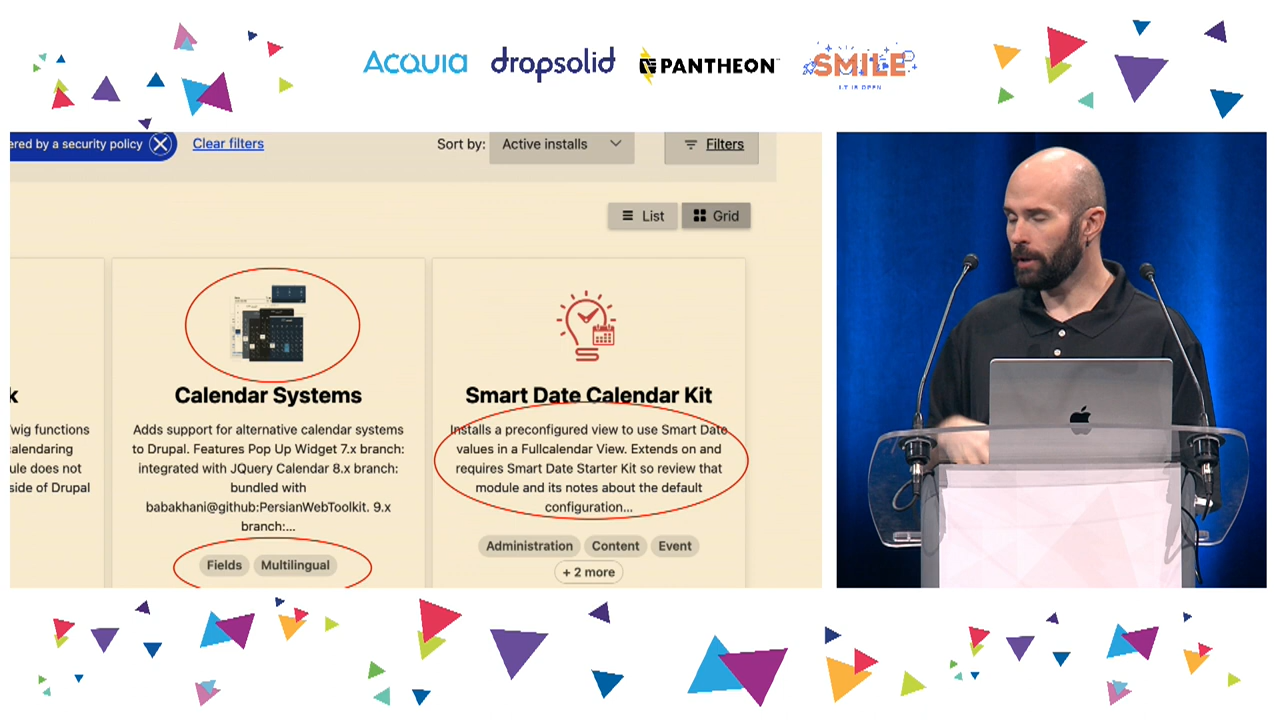 ACQUIA
dropsolid
PANTHEON
SMILE
I.T IS OPEN
ered by a security policy
Clear filters
Sort by:
Active installs
Filters
List
Grid
k
wig functions
alendaring
ule does not
side of Drupal
Calendar Systems
Adds support for alternative calendar systems
to Drupal. Features Pop Up Widget 7.x branch:
integrated with JQuery Calendar 8.x branch:
bundled with
babakhani@github:PersianWebToolkit. 9.x
branch:...
Fields
Multilingual
Smart Date Calendar Kit
Installs a preconfigured view to use Smart Date
values in a Fullcalendar View. Extends on and
requires Smart Date Starter Kit so review that
module and its notes about the default
configuration...
Administration
Content
Event
+ 2 more